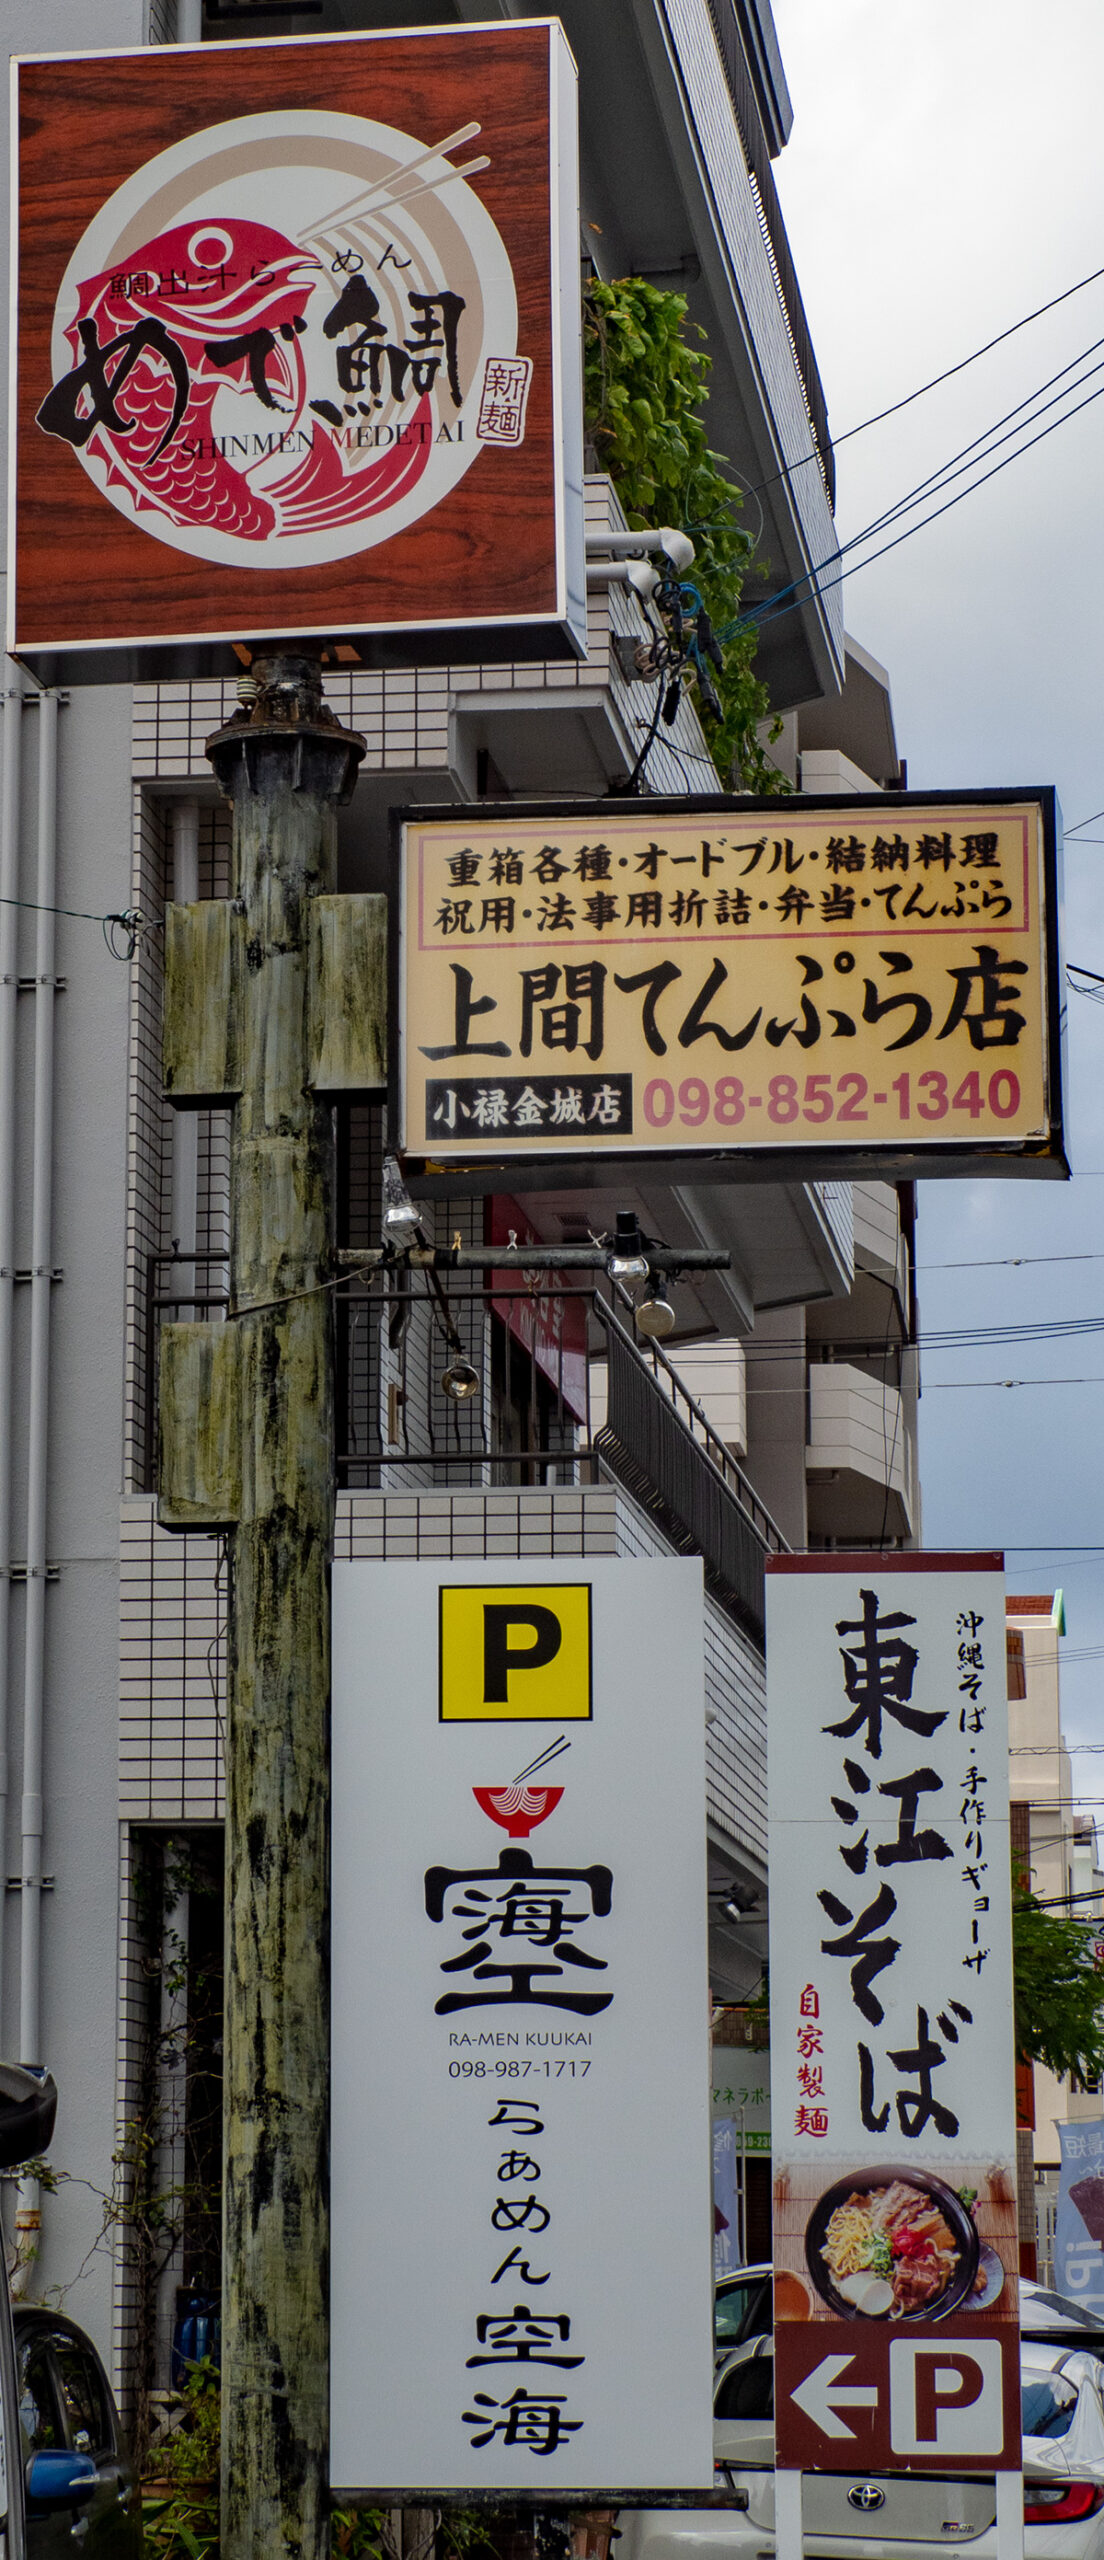 鯛出汁らーめん
めで鯛
新麺
SHINMEN MEDETAI
重箱各種・オードブル・結納料理
祝用・法事用折詰・弁当・てんぷら
上間てんぷら店
小禄金城店 098-852-1340
P
空海
RA-MEN KUUKAI
098-987-1717
らぁめん空海
沖縄そば・手作りギョーザ
東江そば
自家製麺
P